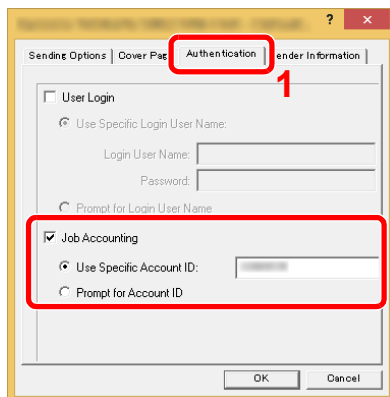 ?
Sending Options Cover Authentication ender Information
1
User Login
Use Specific Login User Name:
Login User Name:
Password:
Prompt for Login User Name
Job Accounting
Use Specific Account ID:
Prompt for Account ID
OK Cancel